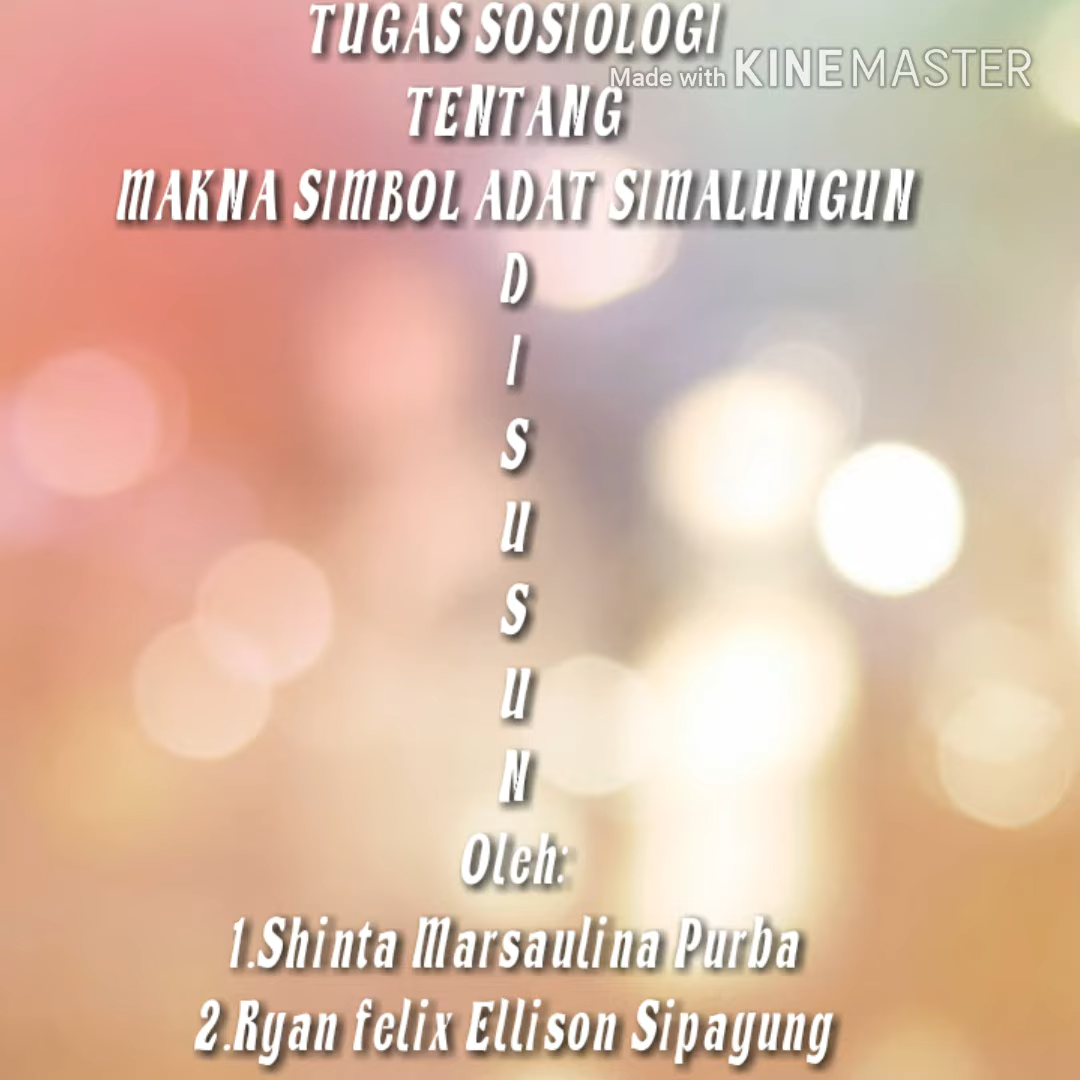 TUGAS SOSIOLOGI
Made with KINEMASTER
TENTANG
MAKNA SIMBOL ADAT SIMALUNGUN
D
I
S
U
S
U
N
Oleh:
1.Shinta Marsaulina Purba
2.Ryan felix Ellison Sipayung